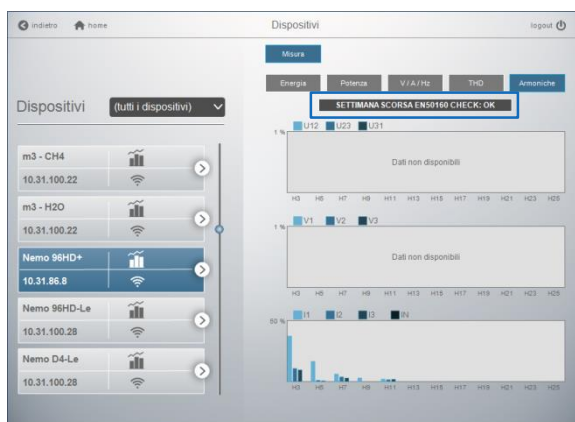 indietro home Dispositivi logout
Misura
Energia Potenza V / A / Hz THD Armoniche
Dispositivi (tutti i dispositivi)
SETTIMANA SCORSA EN50160 CHECK: OK
U12 U23 U31
1 %
Dati non disponibili
H3 H5 H7 H9 H11 H13 H15 H17 H19 H21 H23 H25
V1 V2 V3
1 %
Dati non disponibili
H3 H5 H7 H9 H11 H13 H15 H17 H19 H21 H23 H25
I1 I2 I3 IN
50 %
H3 H5 H7 H9 H11 H13 H15 H17 H19 H21 H23 H25
m3 - CH4
10.31.100.22
m3 - H2O
10.31.100.22
Nemo 96HD+
10.31.86.8
Nemo 96HD-Le
10.31.100.28
Nemo D4-Le
10.31.100.28